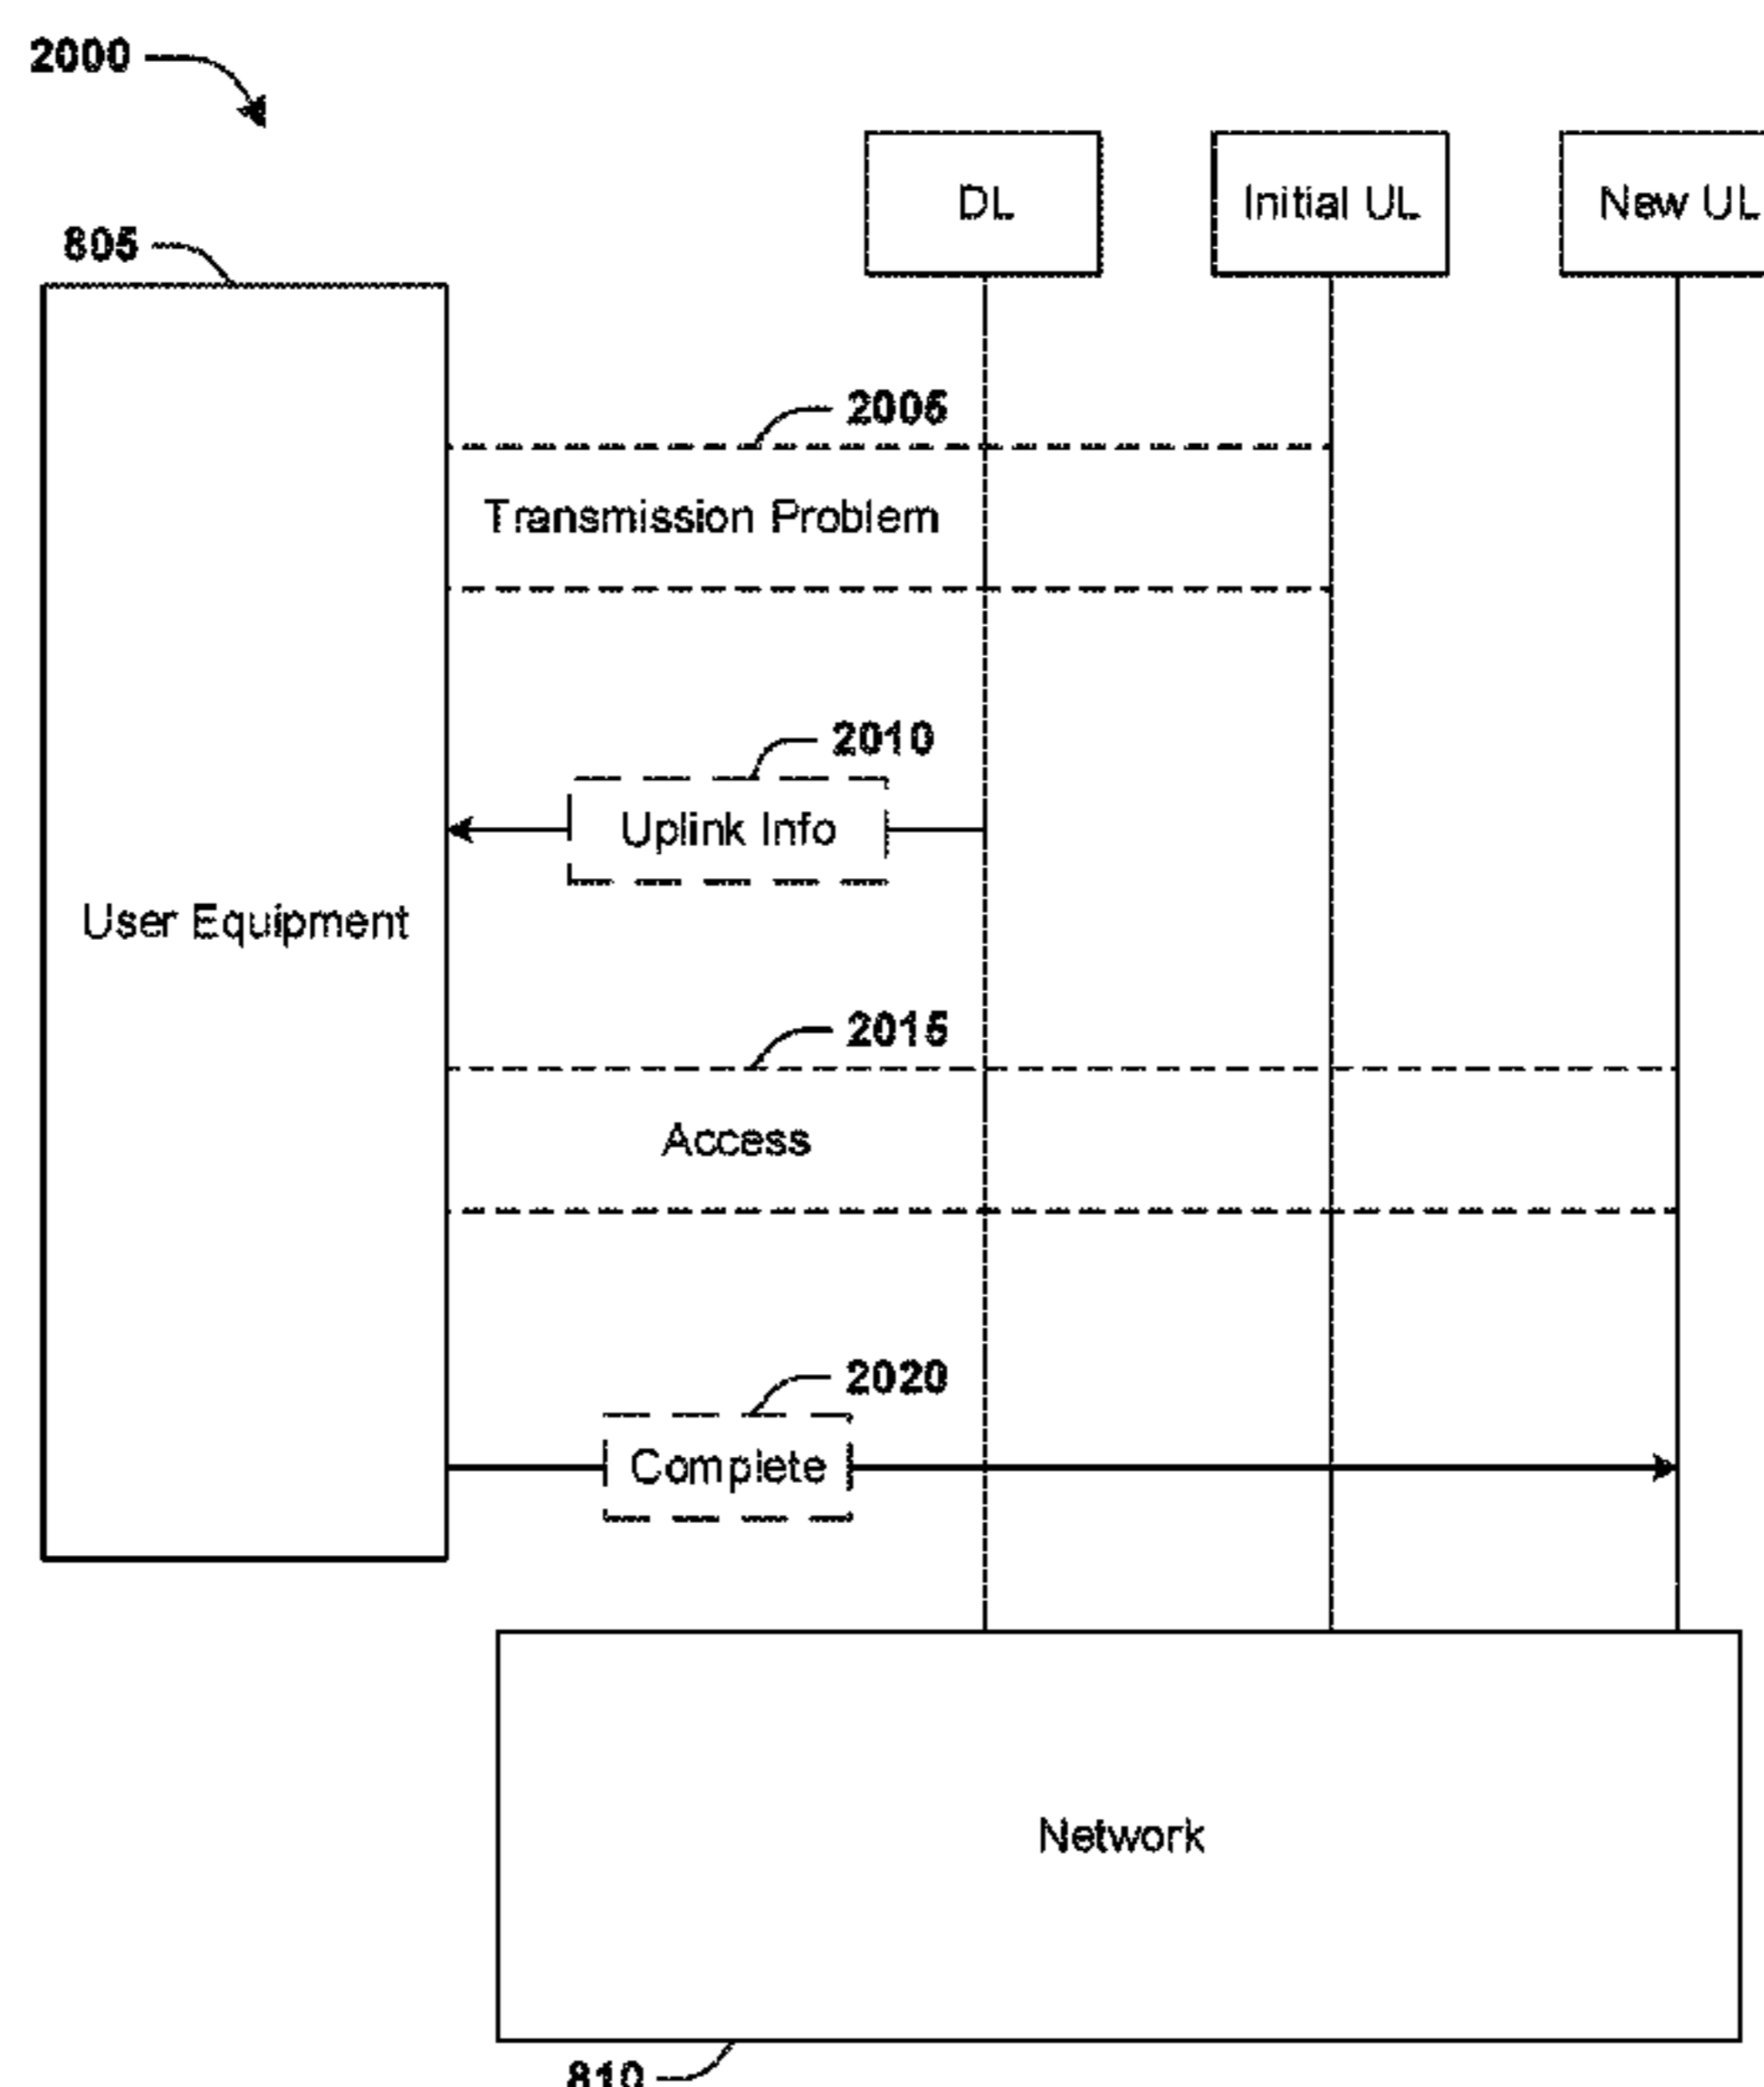 2000
DL
Initial UL
New UL
805
2005
Transmission Problem
2010
Uplink Info
User Equipment
2015
Access
2020
Complete
Network
810